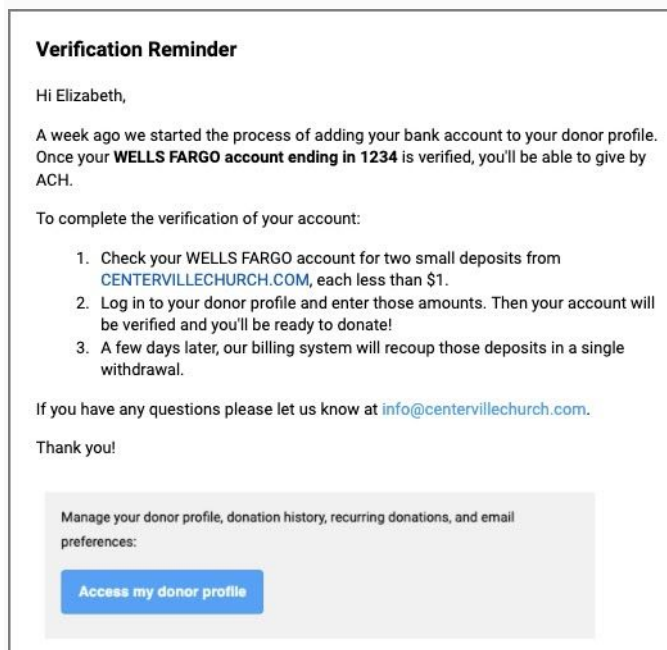 Verification Reminder
Hi Elizabeth,
A week ago we started the process of adding your bank account to your donor profile.
Once your WELLS FARGO account ending in 1234 is verified, you'll be able to give by
ACH.
To complete the verification of your account:
1. Check your WELLS FARGO account for two small deposits from
CENTERVILLECHURCH.COM, each less than $1.
2. Log in to your donor profile and enter those amounts. Then your account will
be verified and you'll be ready to donate!
3. A few days later, our billing system will recoup those deposits in a single
withdrawal.
If you have any questions please let us know at info@centervillechurch.com.
Thank you!
Manage your donor profile, donation history, recurring donations, and email
preferences:
Access my donor profile